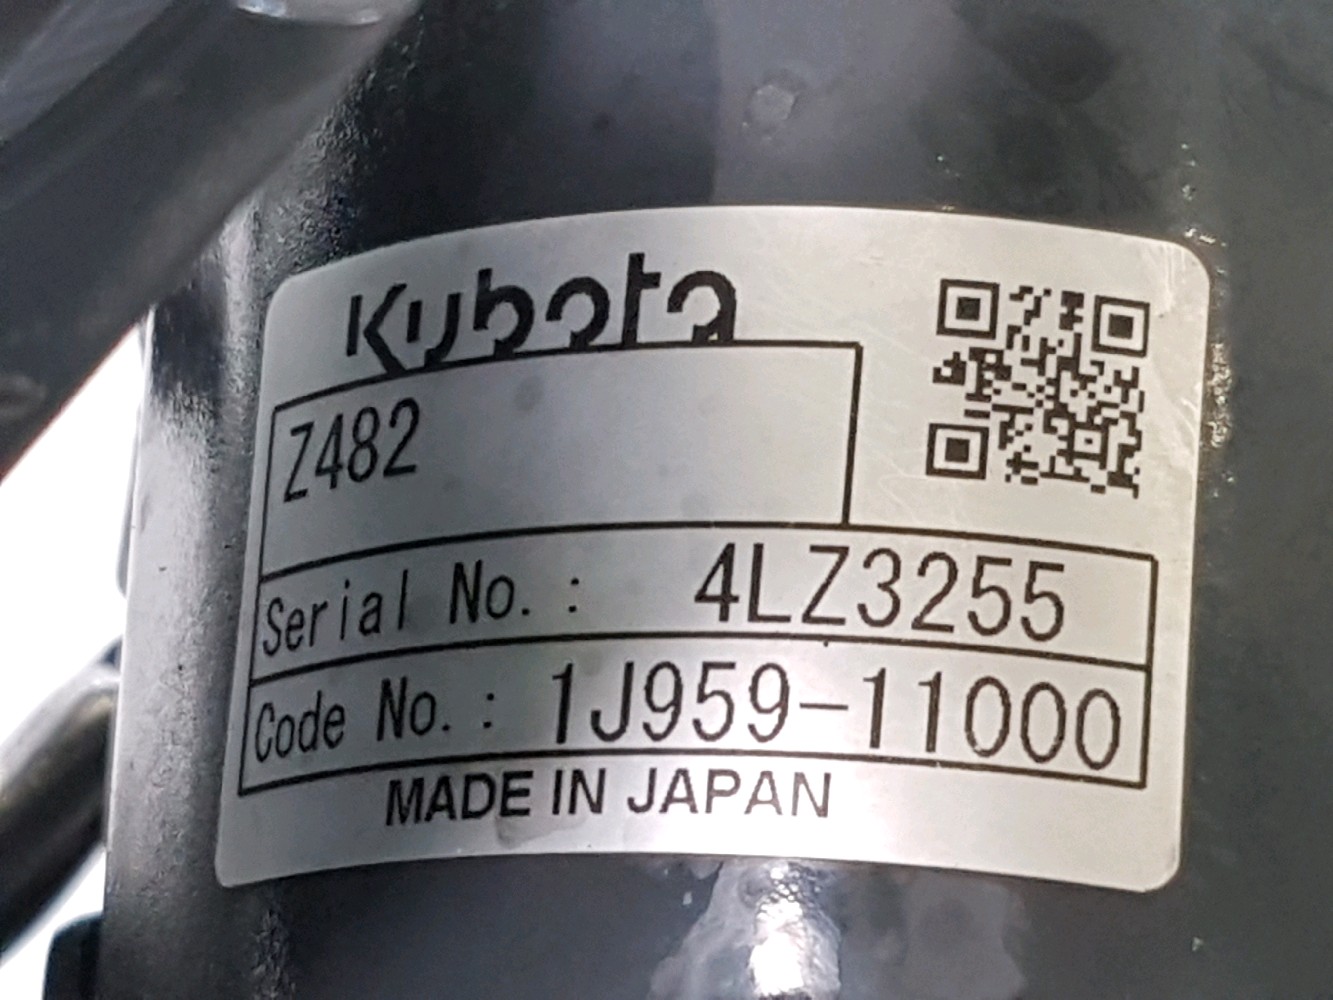 Kubota
Z482
Serial No. : 4LZ3255
Code No. : 1J959-11000
MADE IN JAPAN